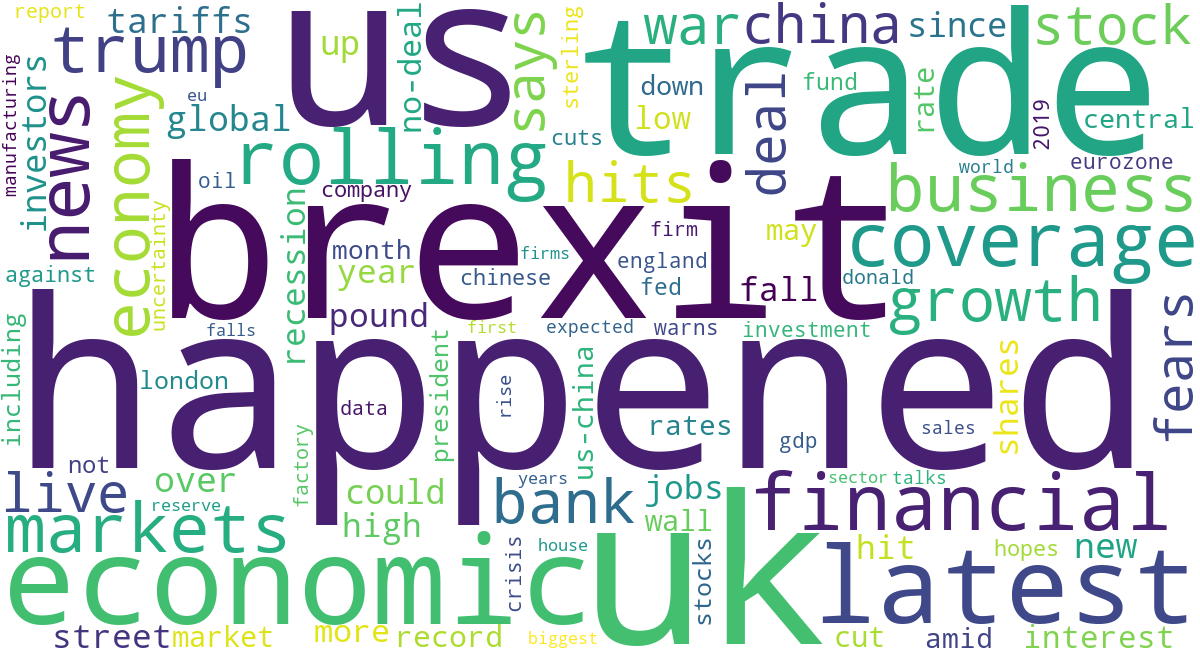 report
tariffs
trump
up
us
no-deal
says
sterling
trade
war
china
since
stock
manufacturing
investors
news
economy
eu
global
rolling
cuts
hits
down
low
deal
fund
rate
2019
central
eurozone
world
business
oil
company
brexit
recession
month
year
chinese
firms
firm
england
fed
may
fall
donald
coverage
growth
against
uncertainty
falls
pound
first
expected
warns
investment
fears
including
london
happened
data
president
rise
us-china
rates
gdp
sales
shares
not
live
over
reserve
factory
could
high
years
bank
jobs
wall
financial
sector
talks
markets
economic
crisis
house
uk
stocks
latest
hit
hopes
new
street
market
more
record
biggest
cut
amid
interest